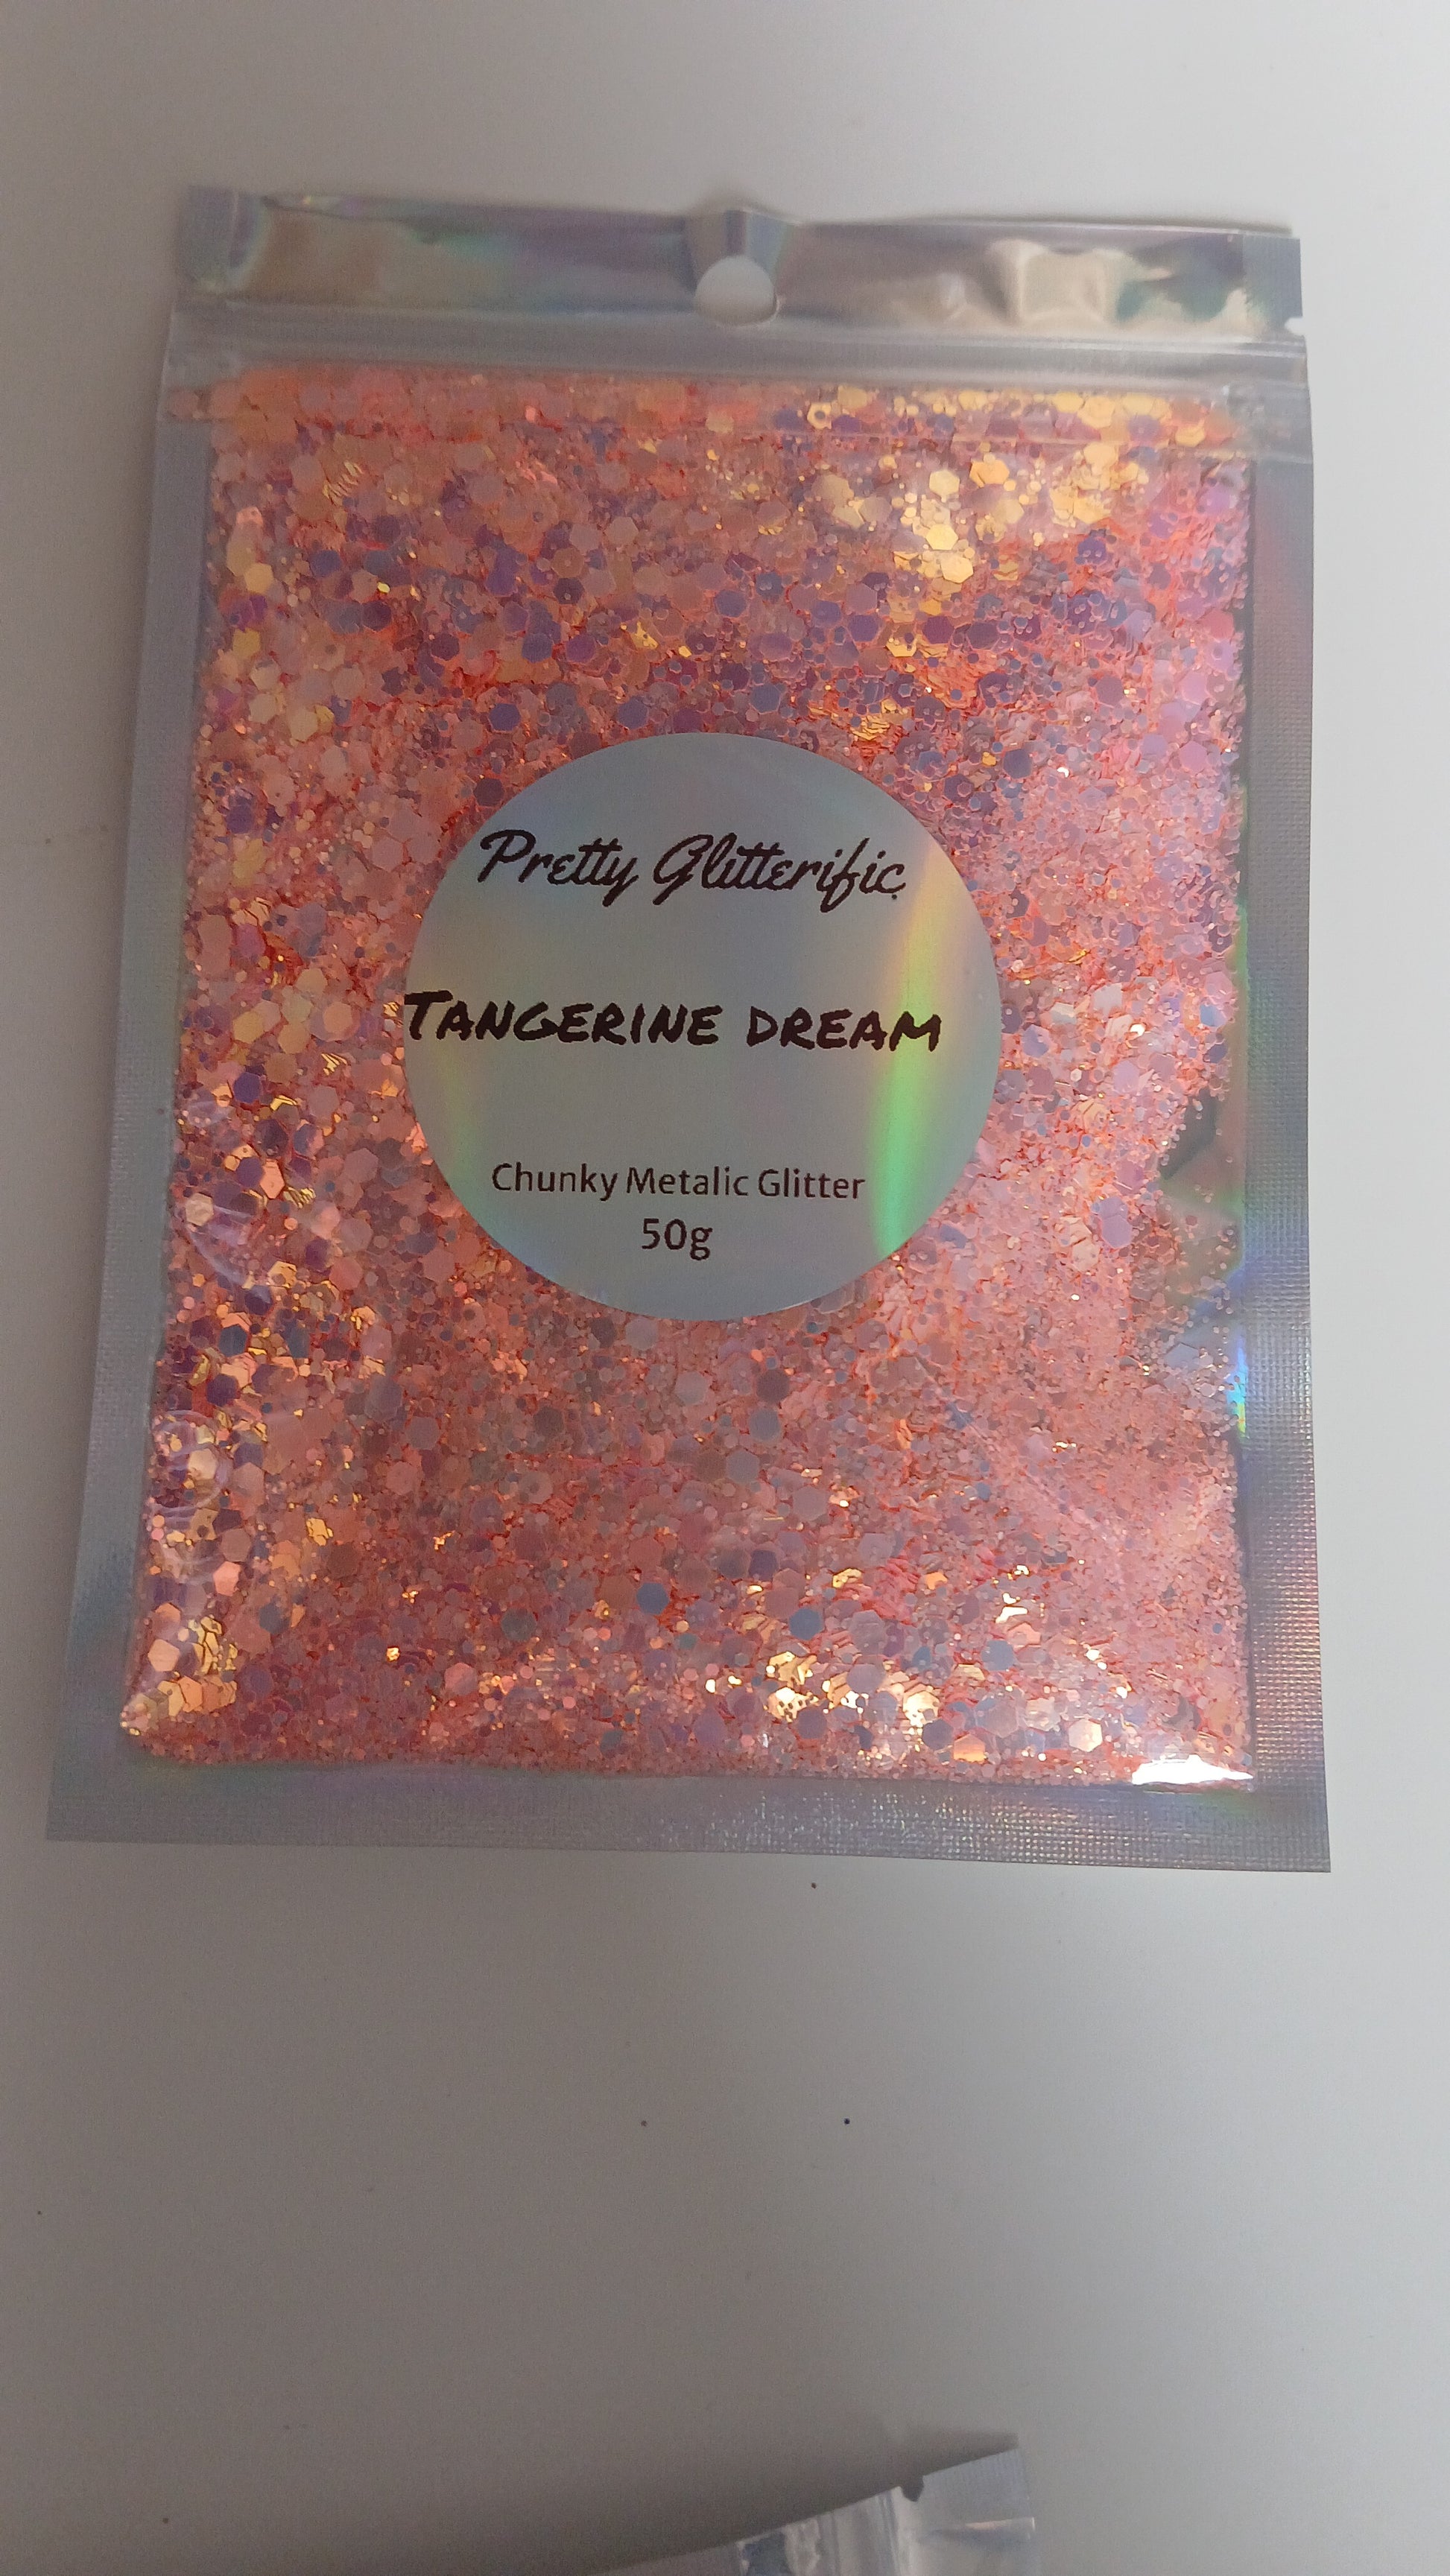 Pretty Glitterific
Tangerine dream
Chunky Metalic Glitter
50g